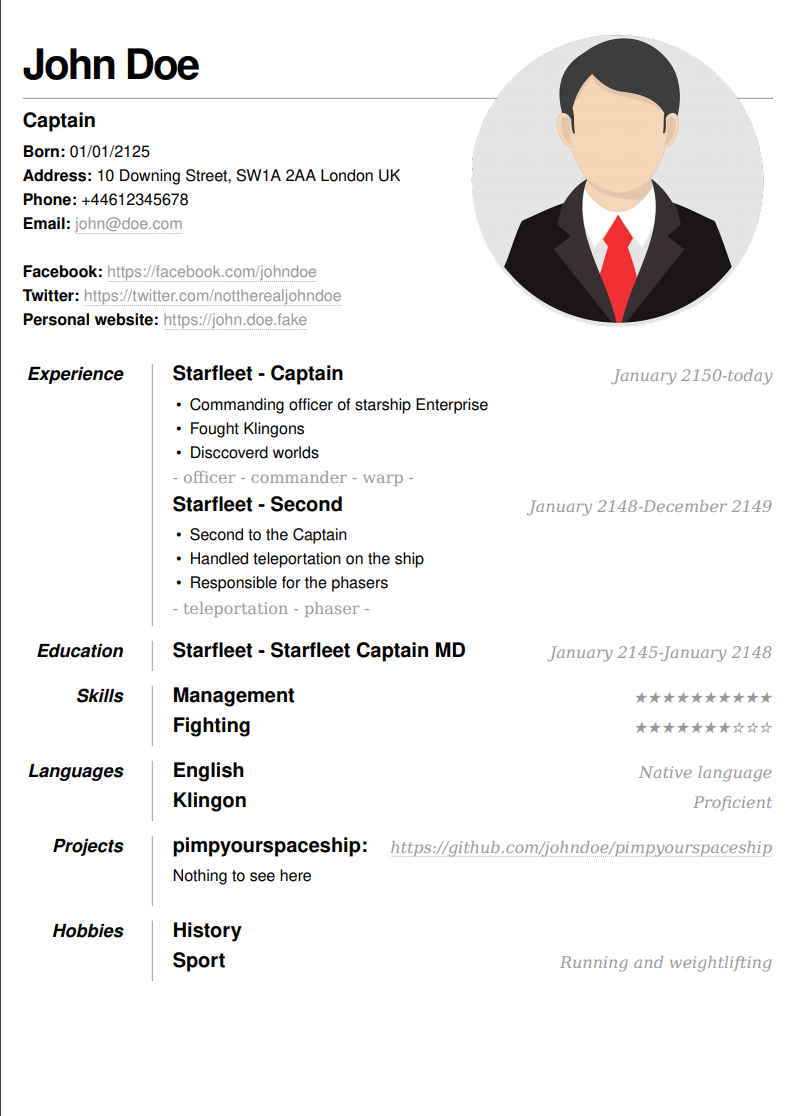 John Doe
Captain
Born: 01/01/2125
Address: 10 Downing Street, SW1A 2AA London UK
Phone: +44612345678
Email: john@doe.com
Facebook: https://facebook.com/johndoe
Twitter: https://twitter.com/nottherealjohndoe
Personal website: https://john.doe.fake
Experience Starfleet - Captain January 2150-today
• Commanding officer of starship Enterprise
• Fought Klingons
• Disccoverd worlds
- officer - commander - warp -
Starfleet - Second January 2148-December 2149
• Second to the Captain
• Handled teleportation on the ship
• Responsible for the phasers
- teleportation - phaser -
Education Starfleet - Starfleet Captain MD January 2145-January 2148
Skills Management ★★★★★★★★★★
Fighting ★★★★★★★☆☆☆
Languages English Native language
Klingon Proficient
Projects pimpyourspaceship: https://github.com/johndoe/pimpyourspaceship
Nothing to see here
Hobbies History
Sport Running and weightlifting